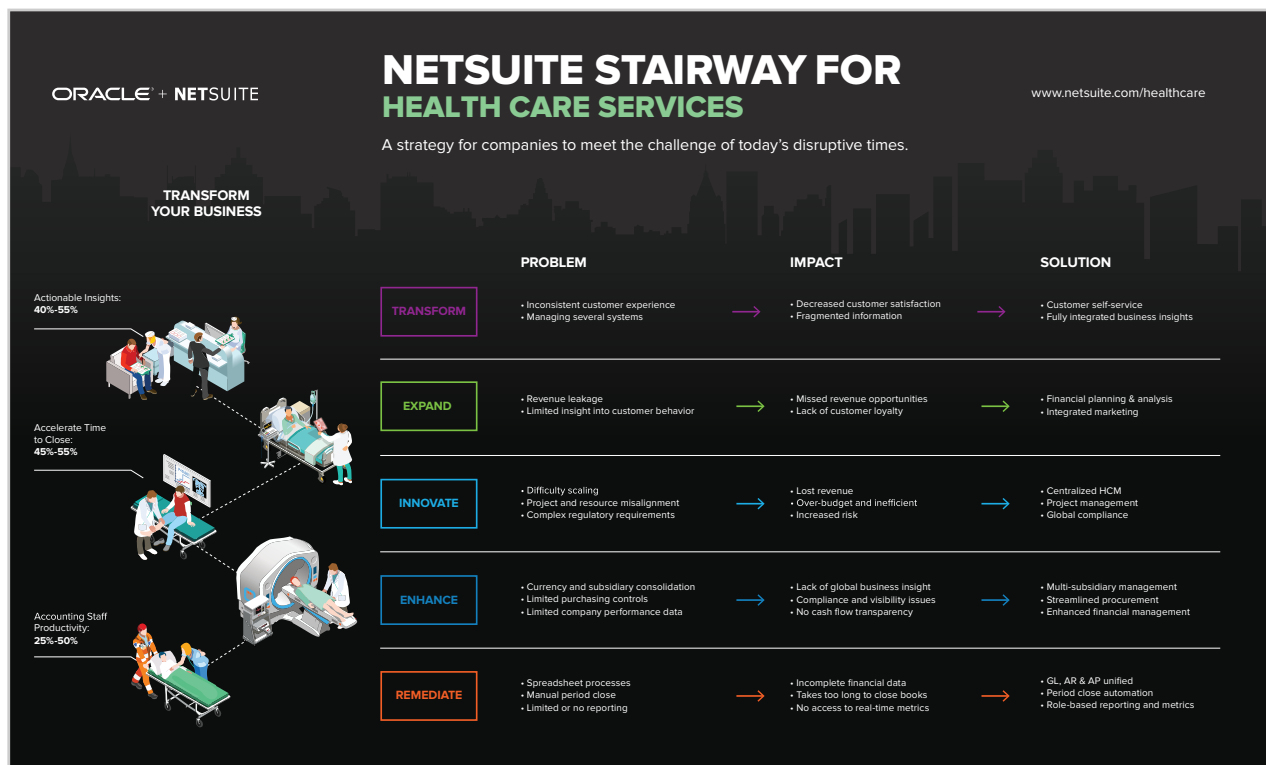 ORACLE + NETSUITE
NETSUITE STAIRWAY FOR
HEALTH CARE SERVICES
A strategy for companies to meet the challenge of today's disruptive times.
www.netsuite.com/healthcare
TRANSFORM
YOUR BUSINESS
Actionable Insights:
40%-55%
Accelerate Time
to Close:
45%-55%
Accounting Staff
Productivity:
25%-50%
PROBLEM
IMPACT
SOLUTION
TRANSFORM
• Inconsistent customer experience
• Managing several systems
• Decreased customer satisfaction
• Fragmented information
• Customer self-service
• Fully integrated business insights
EXPAND
• Revenue leakage
• Limited insight into customer behavior
• Missed revenue opportunities
• Lack of customer loyalty
• Financial planning & analysis
• Integrated marketing
INNOVATE
• Difficulty scaling
• Project and resource misalignment
• Complex regulatory requirements
• Lost revenue
• Over-budget and inefficient
• Increased risk
• Centralized HCM
• Project management
• Global compliance
ENHANCE
• Currency and subsidiary consolidation
• Limited purchasing controls
• Limited company performance data
• Lack of global business insight
• Compliance and visibility issues
• No cash flow transparency
• Multi-subsidiary management
• Streamlined procurement
• Enhanced financial management
REMEDIATE
• Spreadsheet processes
• Manual period close
• Limited or no reporting
• Incomplete financial data
• Takes too long to close books
• No access to real-time metrics
• GL, AR & AP unified
• Period close automation
• Role-based reporting and metrics